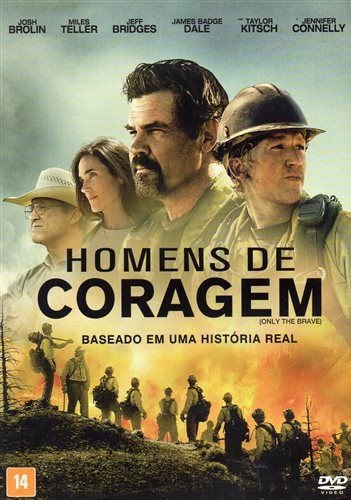 JOSH BROLIN MILES TELLER JEFF BRIDGES JAMES BADGE DALE TAYLOR KITSCH JENNIFER CONNELLY
HOMENS DE
CORAGEM
(ONLY THE BRAVE)
BASEADO EM UMA HISTÓRIA REAL
14
DVD
VIDEO